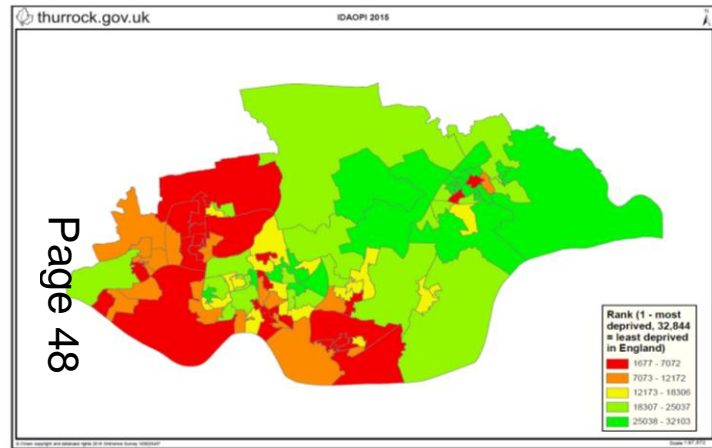 thurrock.gov.uk
IDAOPI 2015
N
Page 48
Rank (1 - most
deprived, 32,844
= least deprived
in England)
1677 - 7072
7073 - 12172
12173 - 18306
18307 - 25037
25038 - 32103